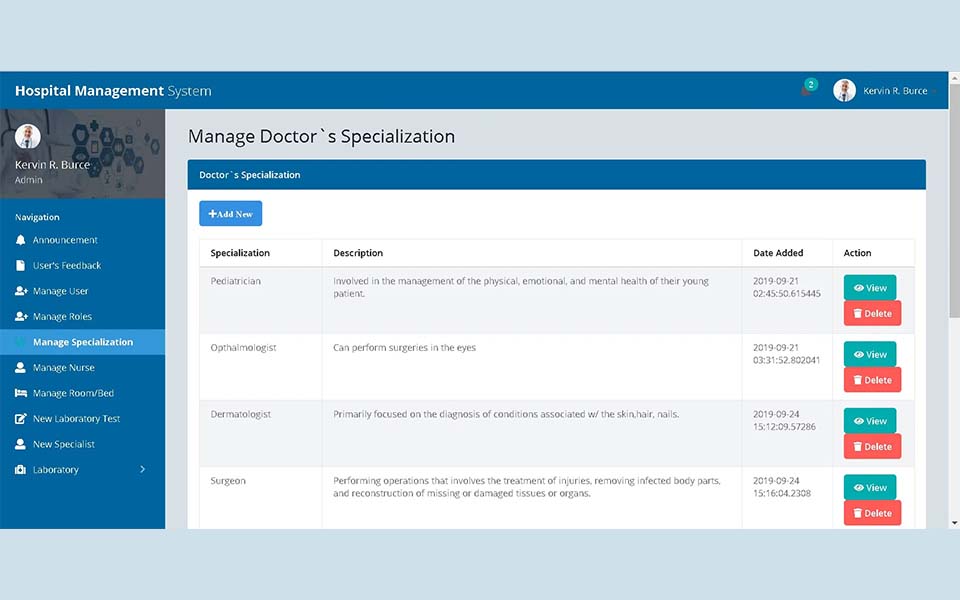 Hospital Management System
2
Kervin R. Burce
Kervin R. Burce
Admin
Navigation
Announcement
User's Feedback
Manage User
Manage Roles
Manage Specialization
Manage Nurse
Manage Room/Bed
New Laboratory Test
New Specialist
Laboratory
Manage Doctor`s Specialization
Doctor`s Specialization
Add New
Specialization Description Date Added Action
Pediatrician Involved in the management of the physical, emotional, and mental health of their young 2019-09-21 View
patient. 02:45:50.615445
Delete
Opthalmologist Can perform surgeries in the eyes 2019-09-21 View
03:31:52.802041
Delete
Dermatologist Primarily focused on the diagnosis of conditions associated w/ the skin,hair, nails. 2019-09-24 View
15:12:09.57286
Delete
Surgeon Performing operations that involves the treatment of injuries, removing infected body parts, 2019-09-24 View
and reconstruction of missing or damaged tissues or organs. 15:16:04.2308
Delete